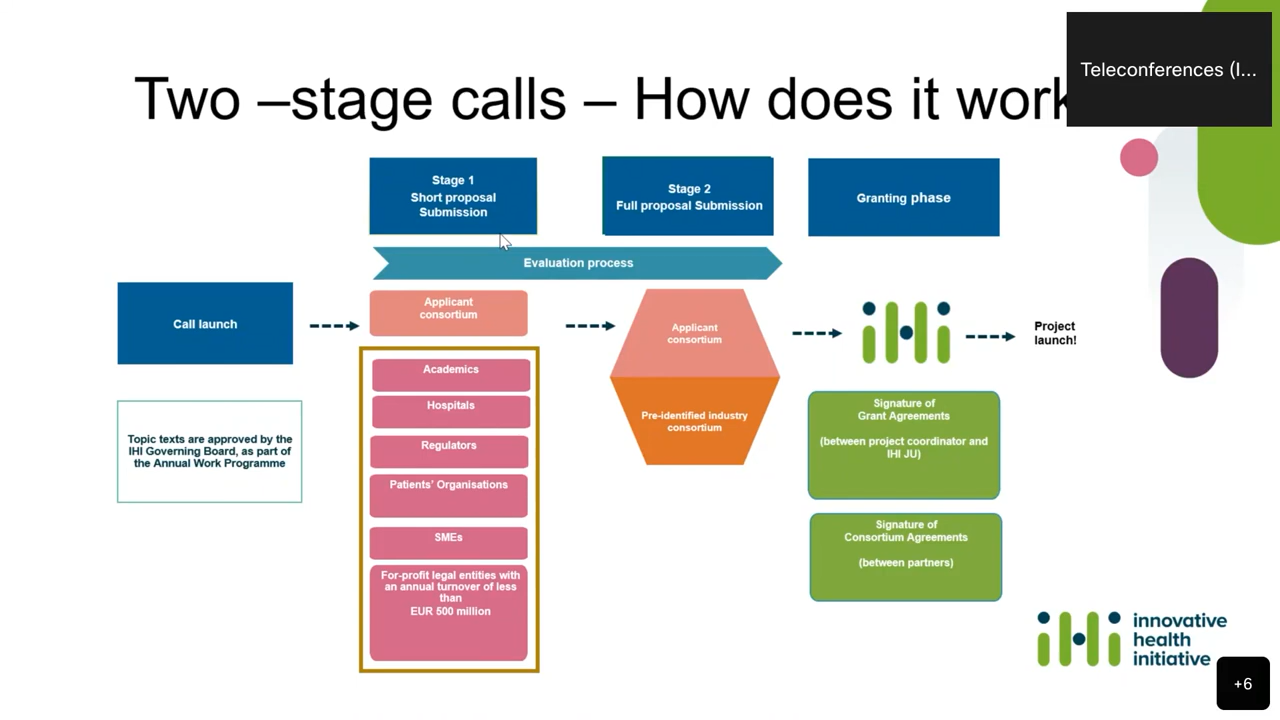 Teleconferences (I...
Two –stage calls – How does it work
Stage 1
Short proposal
Submission
Stage 2
Full proposal Submission
Granting phase
Evaluation process
Call launch
Applicant
consortium
Applicant
consortium
Pre-identified industry
consortium
Project
launch!
Topic texts are approved by the
IHI Governing Board, as part of
the Annual Work Programme
Academics
Hospitals
Regulators
Patients' Organisations
SMEs
For-profit legal entities with
an annual turnover of less
than
EUR 500 million
Signature of
Grant Agreements
(between project coordinator and
IHI JU)
Signature of
Consortium Agreements
(between partners)
iHi innovative
health
initiative
+6